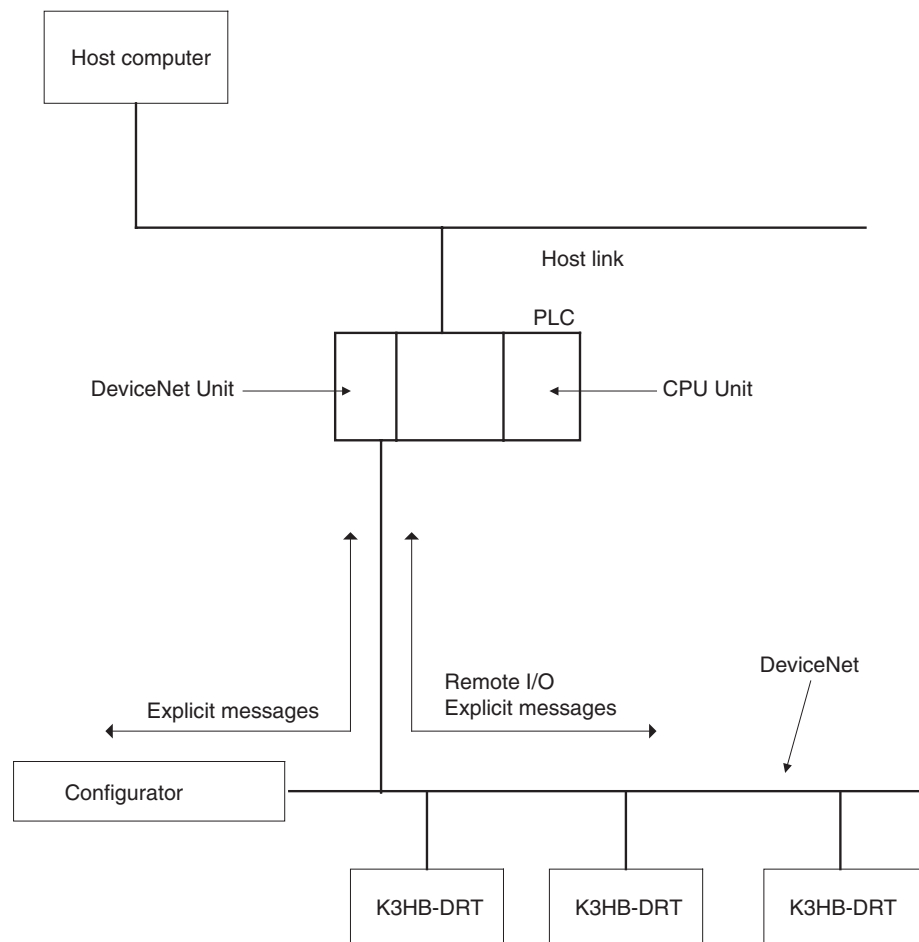 Host computer
Host link
PLC
DeviceNet Unit
CPU Unit
DeviceNet
Explicit messages
Remote I/O
Explicit messages
Configurator
K3HB-DRT
K3HB-DRT
K3HB-DRT